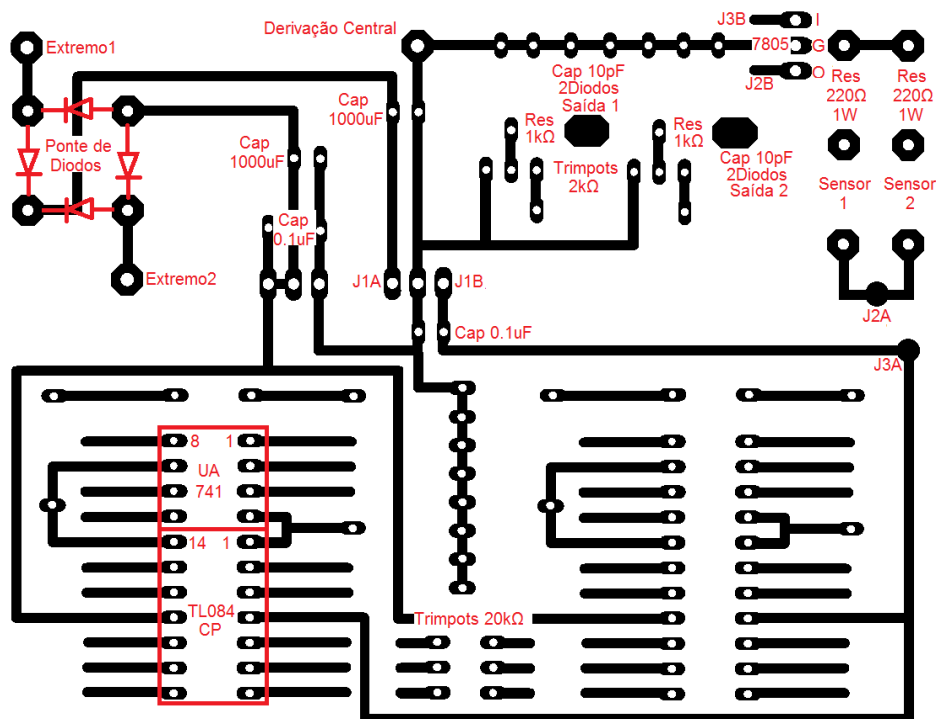 Extremo1
Derivação Central
J3B
I
7805
G
J2B
O
Cap
1000uF
Cap 10pF
2Diodos
Saída 1
Res
220Ω
1W
Res
220Ω
1W
Ponte de
Diodos
Cap
1000uF
Res
1kΩ
Res
1kΩ
Trimpots
2kΩ
Cap 10pF
2Diodos
Saída 2
Sensor
1
Sensor
2
Cap
0.1uF
Extremo2
J1A
J1B
J2A
Cap 0.1uF
J3A
8 1
UA
741
14 1
TL084
CP
Trimpots 20kΩ